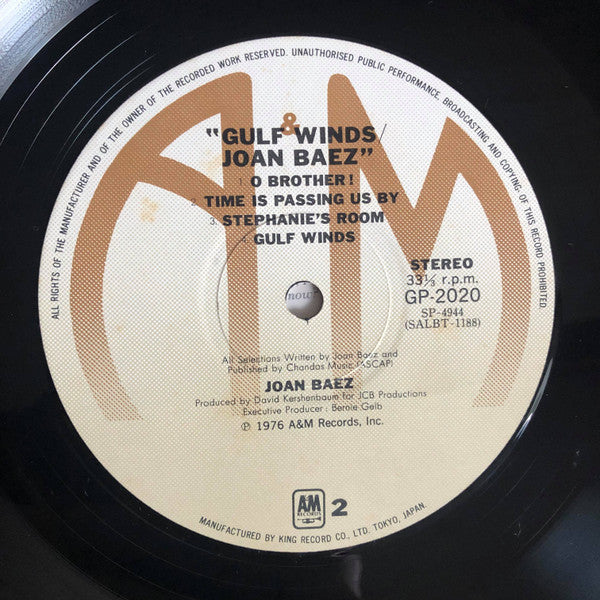 ALL RIGHTS OF THE MANUFACTURER AND OF THE OWNER OF THE RECORDED WORK RESERVED. UNAUTHORISED PUBLIC PERFORMANCE, BROADCASTING AND COPYING OF THIS RECORD PROHIBITED.
A&M
"GULF WINDS/
JOAN BAEZ"
1. O BROTHER!
2. TIME IS PASSING US BY
3. STEPHANIE'S ROOM
4. GULF WINDS
STEREO
33⅓ r.p.m.
GP-2020
SP-4944
(SALBT-1188)
now
All Selections Written by Joan Baez and
Published by Chandos Music (ASCAP)
JOAN BAEZ
Produced by David Kershenbaum for JCB Productions
Executive Producer : Bernie Gelb
℗ 1976 A&M Records, Inc.
A&M
RECORDS
2
MANUFACTURED BY KING RECORD CO., LTD. TOKYO, JAPAN.